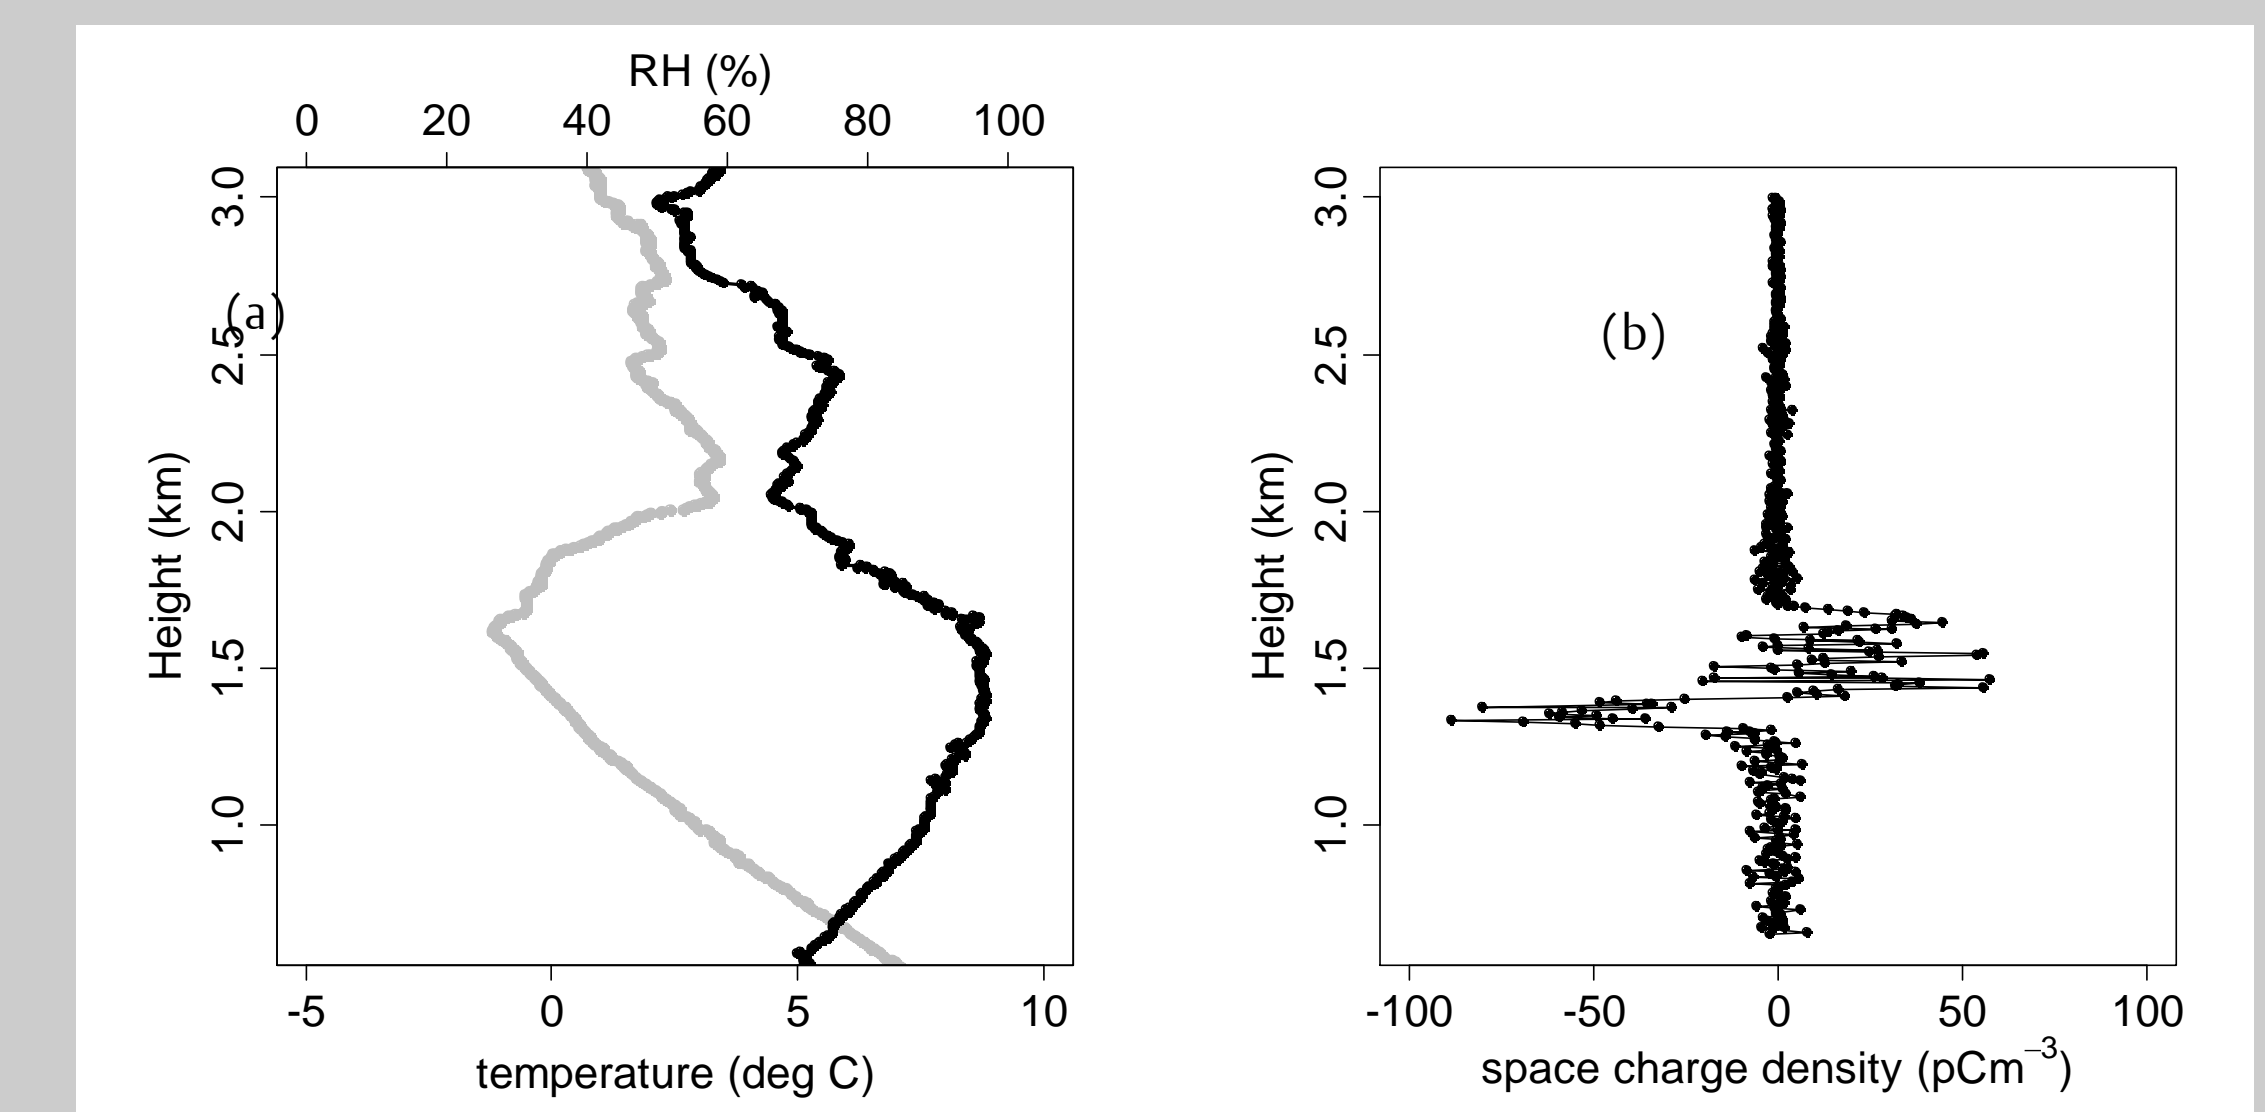 RH (%)
0 20 40 60 80 100
3.0
2.5
2.0
1.5
1.0
Height (km)
(a)
-5 0 5 10
temperature (deg C)
3.0
2.5
2.0
1.5
1.0
Height (km)
(b)
-100 -50 0 50 100
space charge density (pCm⁻³)